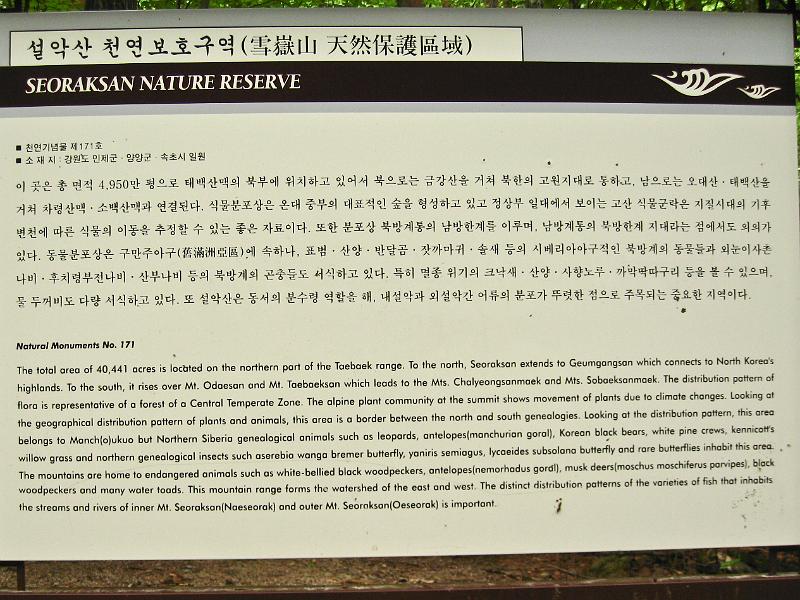 설악산 천연보호구역(雪嶽山 天然保護區域)
SEORAKSAN NATURE RESERVE
■ 천연기념물 제171호
■ 소 재 지 : 강원도 인제군 · 양양군 · 속초시 일원
이 곳은 총 면적 4,950만 평으로 태백산맥의 북부에 위치하고 있어서 북으로는 금강산을 거쳐 북한의 고원지대로 통하고, 남으로는 오대산 · 태백산을
거쳐 차령산맥 · 소백산맥과 연결된다. 식물분포상은 온대 중부의 대표적인 숲을 형성하고 있고 정상부 일대에서 보이는 고산 식물군락은 지질시대의 기후
변천에 따른 식물의 이동을 추정할 수 있는 좋은 자료이다. 또한 분포상 북방계통의 남방한계를 이루며, 남방계통의 북방한계 지대라는 점에서도 의의가
있다. 동물분포상은 구만주아구(舊滿洲亞區)에 속하나, 표범 · 산양 · 반달곰 · 잣까마귀 · 솔새 등의 시베리아아구적인 북방계의 동물들과 외눈이사촌
나비 · 후치령부전나비 · 산부나비 등의 북방계의 곤충들도 서식하고 있다. 특히 멸종 위기의 크낙새 · 산양 · 사향노루 · 까막딱따구리 등을 볼 수 있으며,
물 두꺼비도 다량 서식하고 있다. 또 설악산은 동서의 분수령 역할을 해, 내설악과 외설악간 어류의 분포가 뚜렷한 점으로 주목되는 중요한 지역이다.
Natural Monuments No. 171
The total area of 40,441 acres is located on the northern part of the Taebaek range. To the north, Seoraksan extends to Geumgangsan which connects to North Korea's
highlands. To the south, it rises over Mt. Odaesan and Mt. Taebaeksan which leads to the Mts. Chalyeongsanmaek and Mts. Sobaeksanmaek. The distribution pattern of
flora is representative of a forest of a Central Temperate Zone. The alpine plant community at the summit shows movement of plants due to climate changes. Looking at
the geographical distribution pattern of plants and animals, this area is a border between the north and south genealogies. Looking at the distribution pattern, this area
belongs to Manch(o)ukuo but Northern Siberia genealogical animals such as leopards, antelopes(manchurian goral), Korean black bears, white pine crews, kennicott's
willow grass and northern genealogical insects such aserebia wanga bremer butterfly, yaniris semiagus, lycaeides subsolana butterfly and rare butterflies inhabit this area.
The mountains are home to endangered animals such as white-bellied black woodpeckers, antelopes(nemorhadus gordl), musk deers(moschus moschiferus parvipes), black
woodpeckers and many water toads. This mountain range forms the watershed of the east and west. The distinct distribution patterns of the varieties of fish that inhabits
the streams and rivers of inner Mt. Seoraksan(Naeseorak) and outer Mt. Seoraksan(Oeseorak) is important.